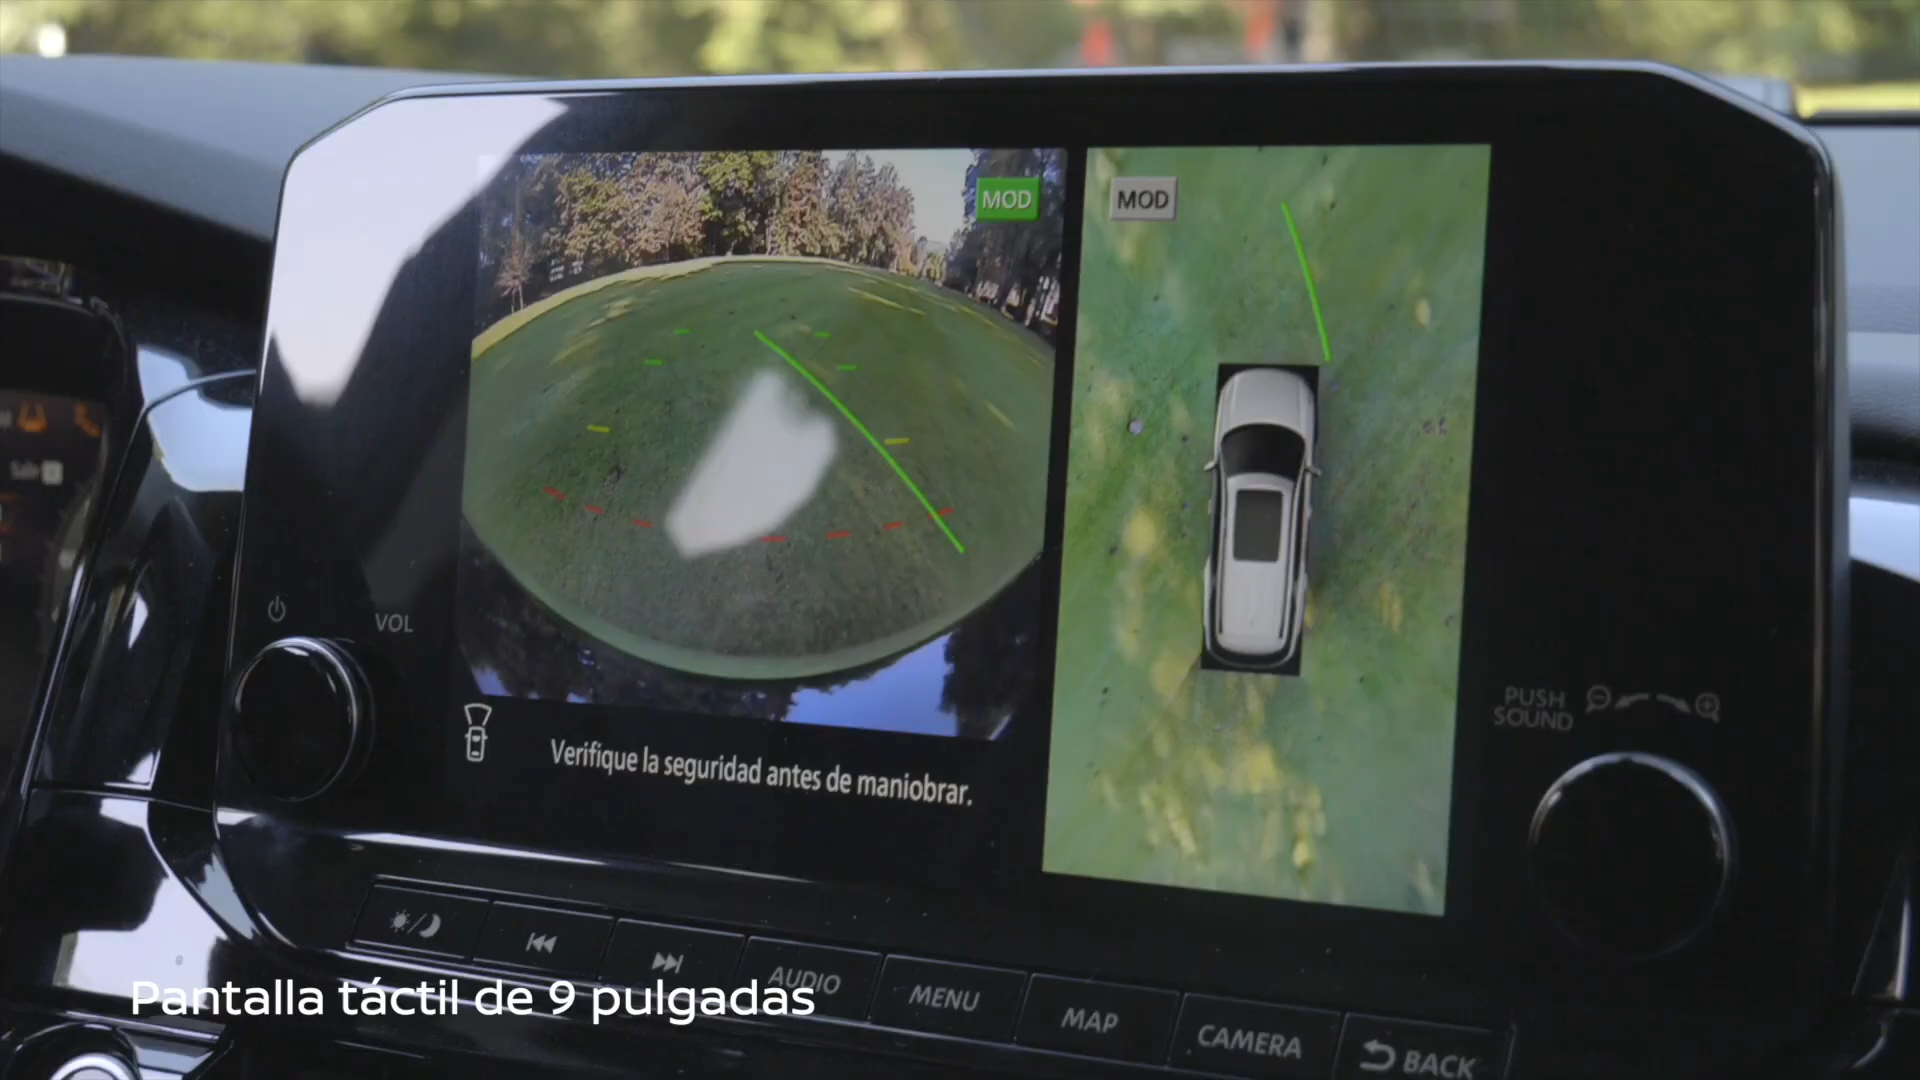 MOD
MOD
VOL
PUSH
SOUND
Verifique la seguridad antes de maniobrar.
AUDIO
MENU
MAP
CAMERA
BACK
Pantalla táctil de 9 pulgadas